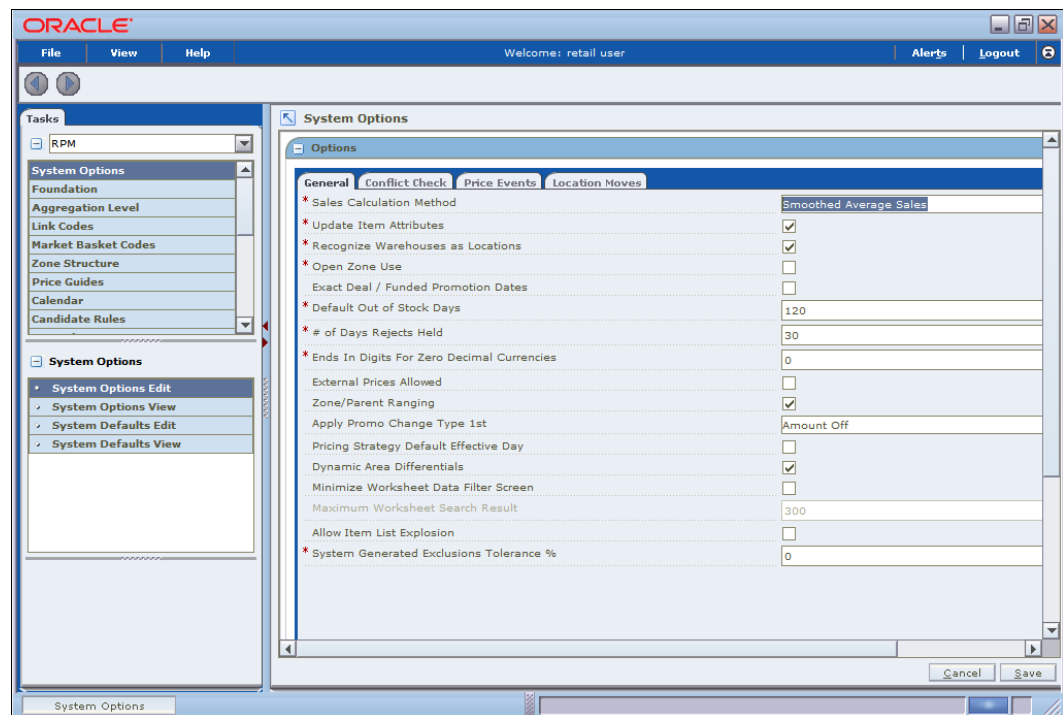 ORACLE
File View Help Welcome: retail user Alerts Logout
Tasks
RPM
System Options
Foundation
Aggregation Level
Link Codes
Market Basket Codes
Zone Structure
Price Guides
Calendar
Candidate Rules
System Options
System Options Edit
System Options View
System Defaults Edit
System Defaults View
System Options
Options
General Conflict Check Price Events Location Moves
* Sales Calculation Method Smoothed Average Sales
* Update Item Attributes
* Recognize Warehouses as Locations
* Open Zone Use
Exact Deal / Funded Promotion Dates
* Default Out of Stock Days 120
* # of Days Rejects Held 30
* Ends In Digits For Zero Decimal Currencies 0
External Prices Allowed
Zone/Parent Ranging
Apply Promo Change Type 1st Amount Off
Pricing Strategy Default Effective Day
Dynamic Area Differentials
Minimize Worksheet Data Filter Screen
Maximum Worksheet Search Result 300
Allow Item List Explosion
* System Generated Exclusions Tolerance % 0
Cancel Save
System Options